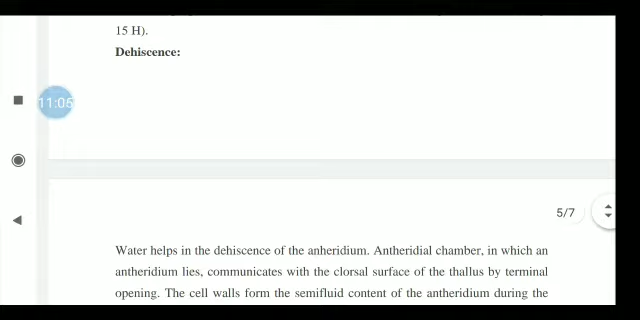 15 H).
Dehiscence:
11:05
5/7
Water helps in the dehiscence of the anheridium. Antheridial chamber, in which an
antheridium lies, communicates with the clorsal surface of the thallus by terminal
opening. The cell walls form the semifluid content of the antheridium during the